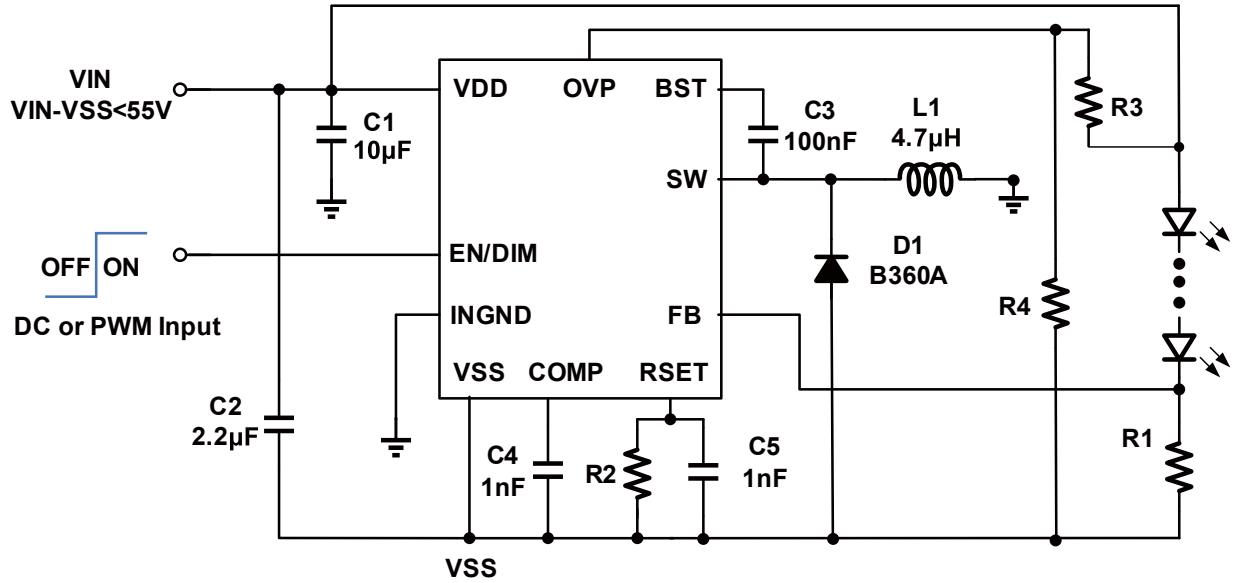 VIN
VIN-VSS<55V
C1
10µF
VDD
OVP
BST
C3
100nF
L1
4.7µH
R3
SW
OFF
ON
DC or PWM Input
EN/DIM
D1
B360A
INGND
FB
R4
VSS
COMP
RSET
C2
2.2µF
C4
1nF
R2
C5
1nF
R1
VSS